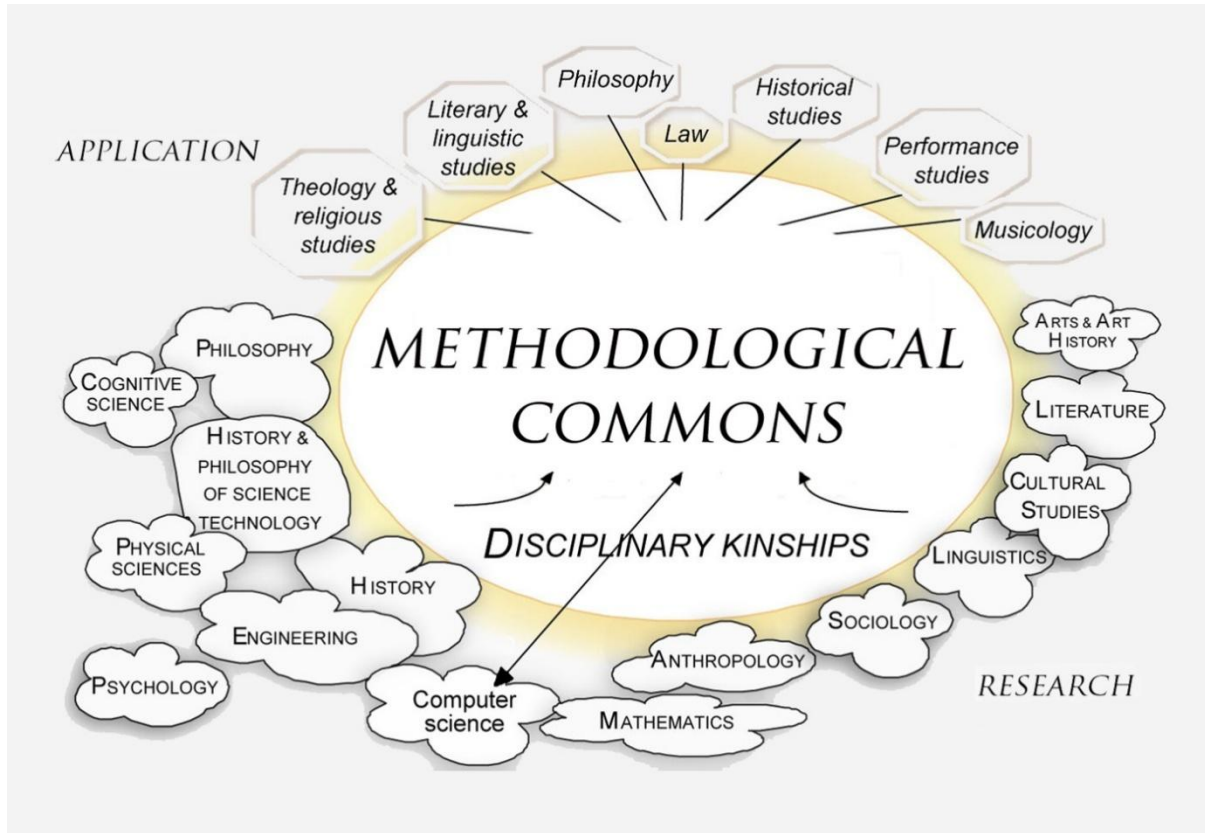 APPLICATION
Theology &
religious
studies
Literary &
linguistic
studies
Philosophy
Law
Historical
studies
Performance
studies
Musicology
METHODOLOGICAL
COMMONS
DISCIPLINARY KINSHIPS
PHILOSOPHY
COGNITIVE
SCIENCE
HISTORY &
PHILOSOPHY
OF SCIENCE
TECHNOLOGY
PHYSICAL
SCIENCES
HISTORY
ENGINEERING
PSYCHOLOGY
Computer
science
MATHEMATICS
ANTHROPOLOGY
SOCIOLOGY
LINGUISTICS
CULTURAL
STUDIES
LITERATURE
ARTS & ART
HISTORY
RESEARCH